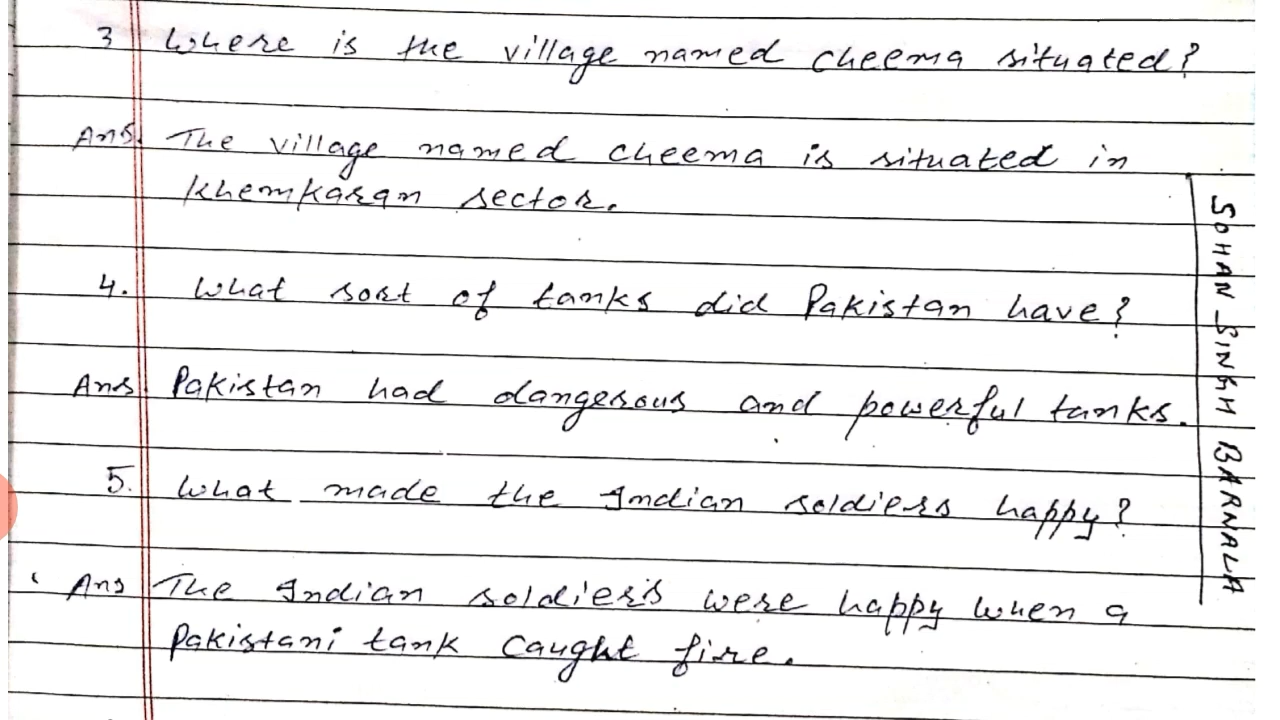 3 Where is the village named cheema situated?
Ans. The village named cheema is situated in
Khemkaran sector.
4. What sort of tanks did Pakistan have?
Ans Pakistan had dangerous and powerful tanks.
5. What made the Indian soldiers happy?
Ans The Indian soldiers were happy when a
Pakistani tank caught fire.
SOHAN SINGH BARNALA